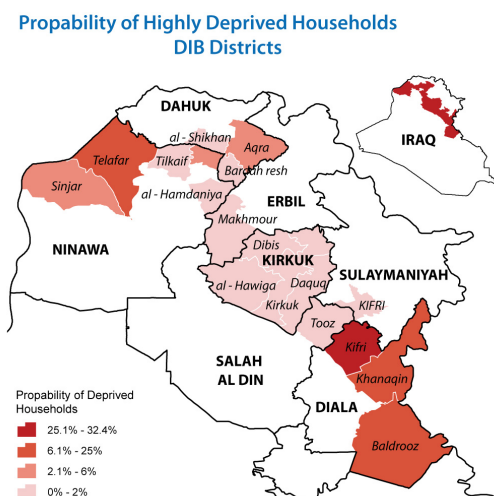 Propability of Highly Deprived Households
DIB Districts
DAHUK
al - Shikhan
IRAQ
Telafar
Tilkaif
Aqra
Bardah resh
Sinjar
al - Hamdaniya
ERBIL
Makhmour
NINAWA
Dibis
KIRKUK
SULAYMANIYAH
al - Hawiga
Daquq
Kirkuk
KIFRI
Tooz
Kifri
SALAH
AL DIN
Khanaqin
Propability of Deprived
Households
DIALA
25.1% - 32.4%
6.1% - 25%
Baldrooz
2.1% - 6%
0% - 2%